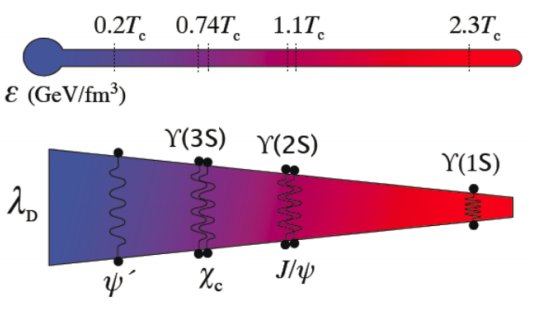 0.2T_c 0.74T_c 1.1T_c 2.3T_c
ε (GeV/fm³)
ϒ(3S) ϒ(2S) ϒ(1S)
λ_D
ψ´ χ_c J/ψ